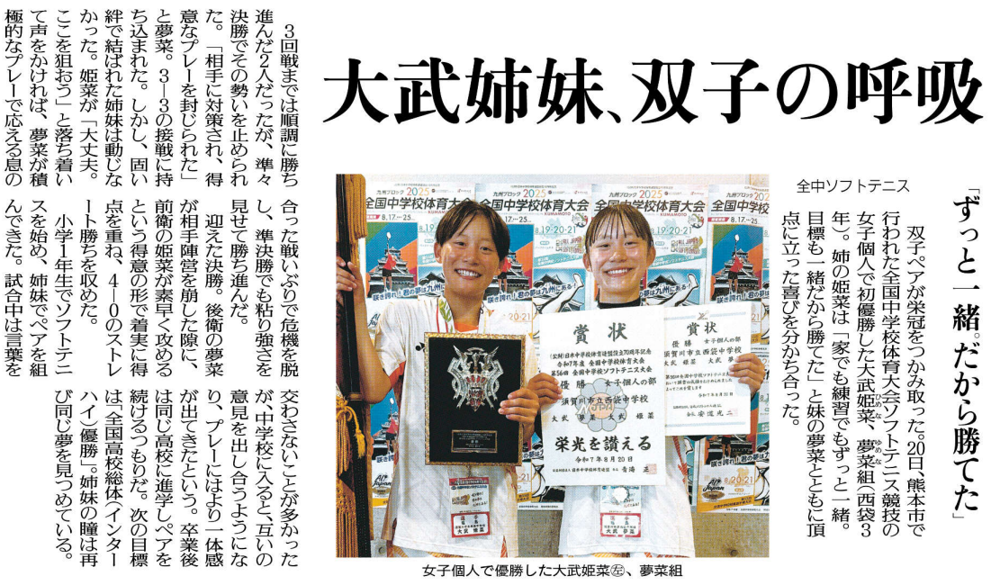 大武姉妹、双子の呼吸
「ずっと一緒。だから勝てた」
全中ソフトテニス
双子ペアが栄冠をつかみ取った。20日、熊本市で
行われた全国中学校体育大会ソフトテニス競技の
女子個人で初優勝した大武姫菜、夢菜組(西袋3
年)。姉の姫菜は「家でも練習でもずっと一緒。
目標も一緒だから勝てた」と妹の夢菜とともに頂
点に立った喜びを分かち合った。
ひめな
ゆめな
3回戦までは順調に勝ち
進んだ2人だったが、準々
決勝でその勢いを止められ
た。「相手に対策され、得
意なプレーを封じられた」
と夢菜。3―3の接戦に持
ち込まれた。しかし、固い
絆で結ばれた姉妹は動じな
かった。姫菜が「大丈夫。
ここを狙おう」と落ち着い
て声をかければ、夢菜が積
極的なプレーで応える息の
合った戦いぶりで危機を脱
し、準決勝でも粘り強さを
見せて勝ち進んだ。
迎えた決勝。後衛の夢菜
が相手陣営を崩した隙に、
前衛の姫菜が素早く攻める
という得意の形で着実に得
点を重ね、4―0のストレ
ート勝ちを収めた。
小学1年生でソフトテニ
スを始め、姉妹でペアを組
んできた。試合中は言葉を
交わさないことが多かった
が、中学校に入ると、互いの
意見を出し合うようにな
り、プレーにはより一体感
が出てきたという。卒業後
は同じ高校に進学しペアを
続けるつもりだ。次の目標
は「全国高校総体(インター
ハイ)優勝」。姉妹の瞳は再
び同じ夢を見つめている。
九州ブロック2025
全国中学校体育大会
KUMAMOTO
8.17
25
8.19・20・21
咲き誇れ!君の夢は九州にある!
賞状
(公財)日本中学校体育連盟設立70周年記念
令和7年度 全国中学校体育大会
第56回 全国中学校ソフトテニス大会
優勝 女子個人の部
須賀川市立西袋中学校
大武 夢菜 大武 姫菜
栄光を讃える
令和7年8月20日
賞状
優勝 女子個人の部
須賀川市立西袋中学校
女子個人で優勝した大武姫菜㊧、夢菜組